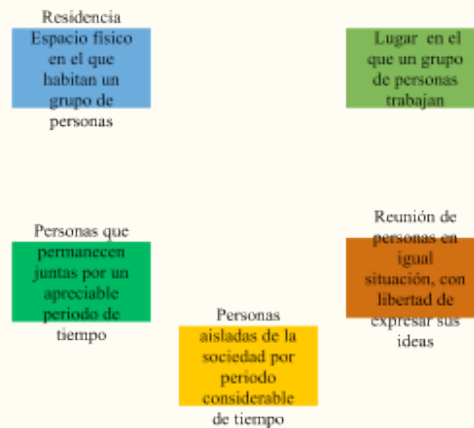 Residencia
Espacio físico
en el que
habitan un
grupo de
personas
Lugar en el
que un grupo
de personas
trabajan
Personas que
permanecen
juntas por un
apreciable
periodo de
tiempo
Reunión de
personas en
igual
situación, con
libertad de
expresar sus
ideas
Personas
aisladas de la
sociedad por
periodo
considerable
de tiempo